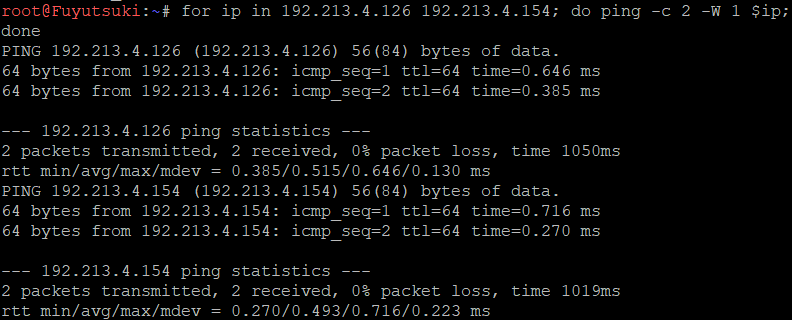 root@Fuyutsuki:~# for ip in 192.213.4.126 192.213.4.154; do ping -c 2 -W 1 $ip;
done
PING 192.213.4.126 (192.213.4.126) 56(84) bytes of data.
64 bytes from 192.213.4.126: icmp_seq=1 ttl=64 time=0.646 ms
64 bytes from 192.213.4.126: icmp_seq=2 ttl=64 time=0.385 ms

--- 192.213.4.126 ping statistics ---
2 packets transmitted, 2 received, 0% packet loss, time 1050ms
rtt min/avg/max/mdev = 0.385/0.515/0.646/0.130 ms
PING 192.213.4.154 (192.213.4.154) 56(84) bytes of data.
64 bytes from 192.213.4.154: icmp_seq=1 ttl=64 time=0.716 ms
64 bytes from 192.213.4.154: icmp_seq=2 ttl=64 time=0.270 ms

--- 192.213.4.154 ping statistics ---
2 packets transmitted, 2 received, 0% packet loss, time 1019ms
rtt min/avg/max/mdev = 0.270/0.493/0.716/0.223 ms